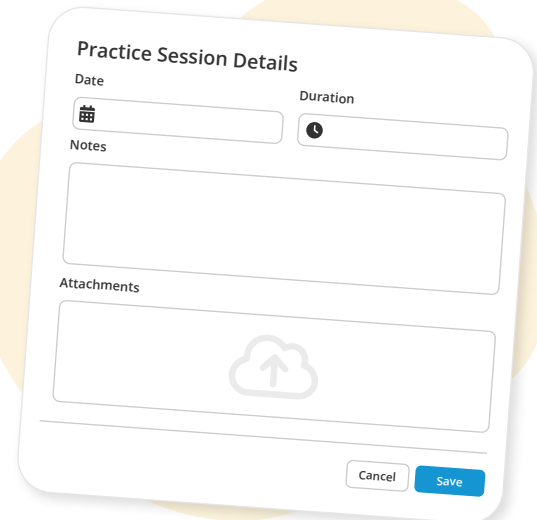 Practice Session Details
Date
Duration
Notes
Attachments
Cancel
Save